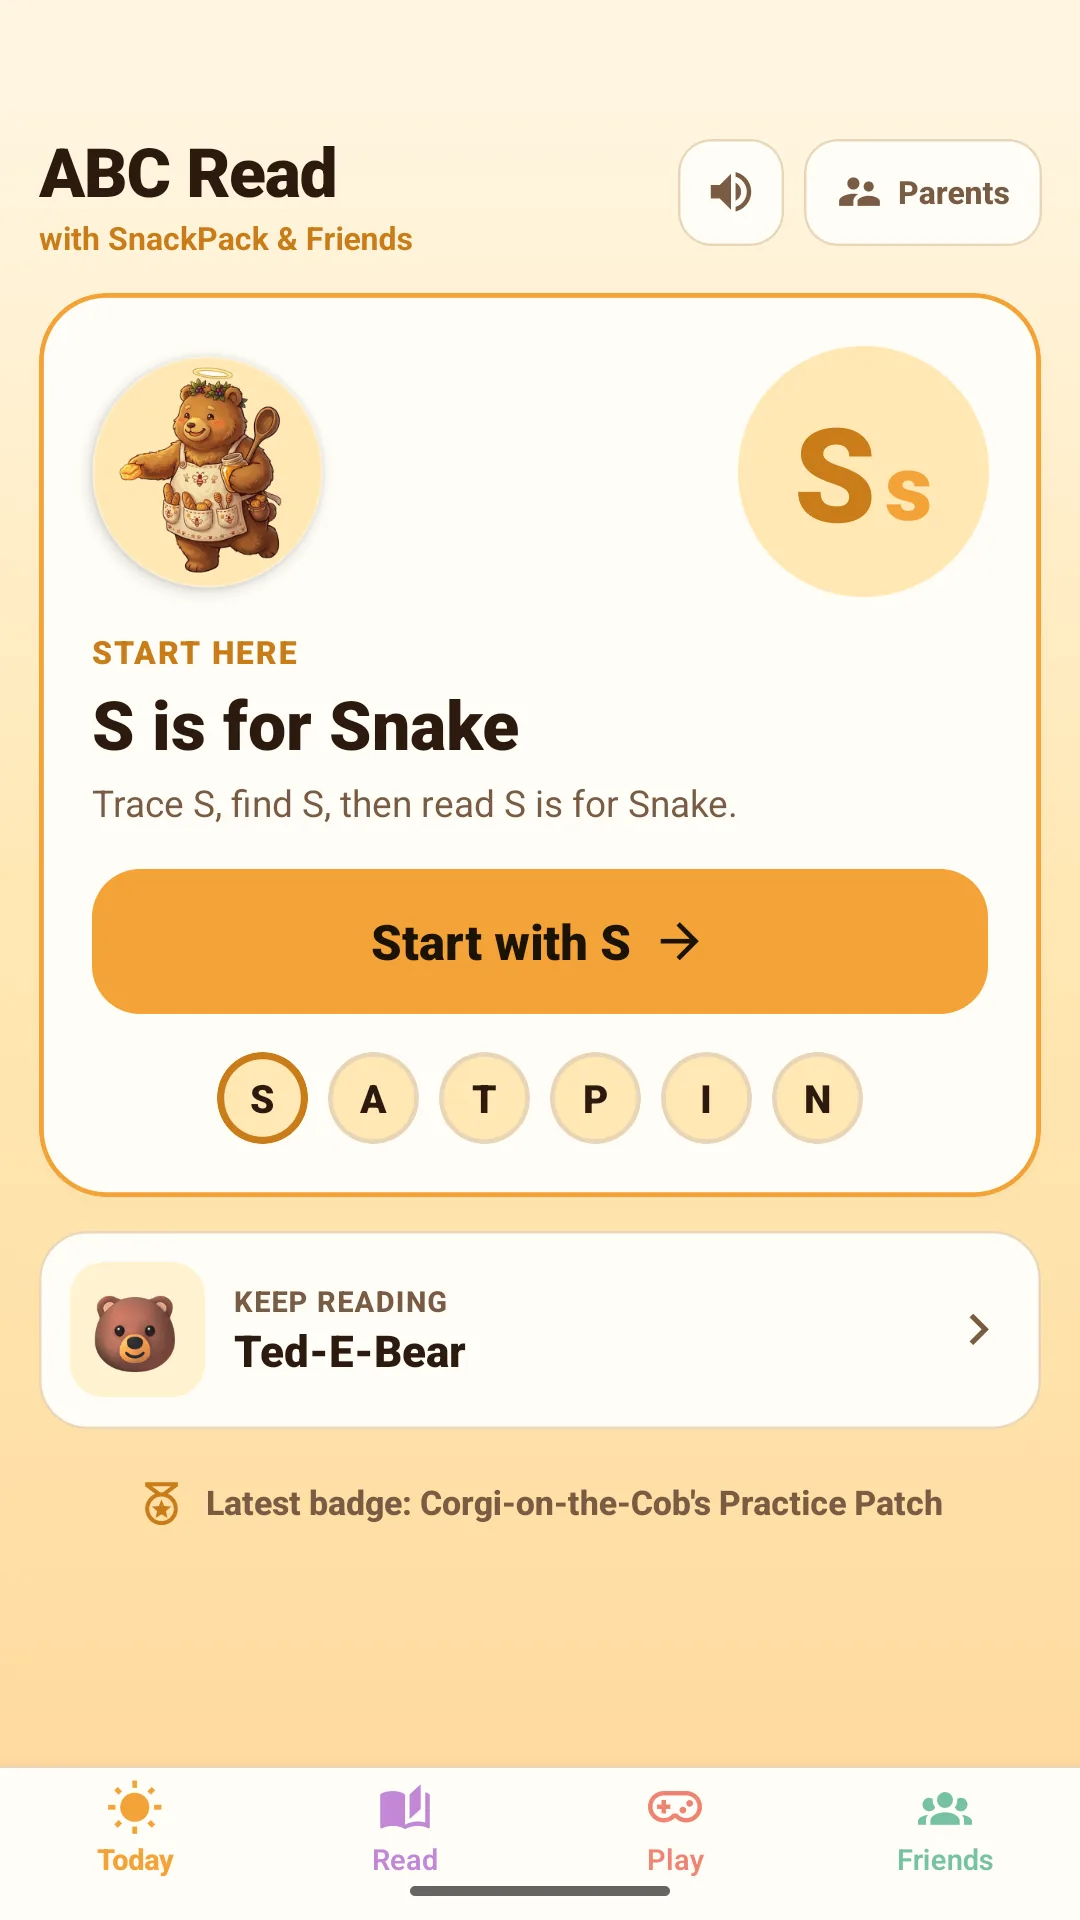 ABC Read
with SnackPack & Friends
Parents
S s
START HERE
S is for Snake
Trace S, find S, then read S is for Snake.
Start with S →
S A T P I N
KEEP READING
Ted-E-Bear
Latest badge: Corgi-on-the-Cob's Practice Patch
Today Read Play Friends